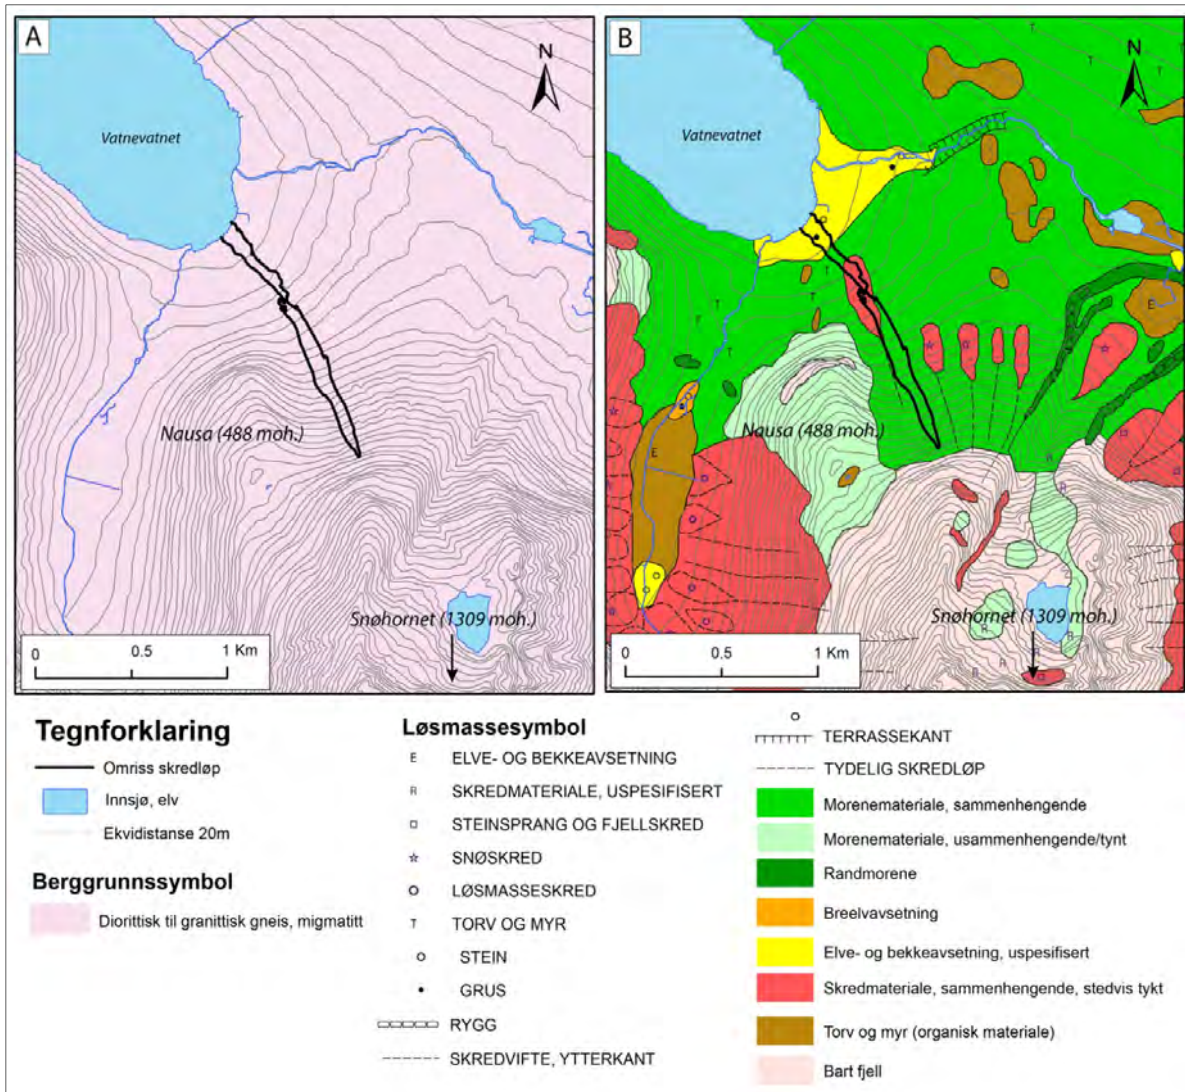 A
N
Vatnevatnet
Nausa (488 moh.)
Snøhornet (1309 moh.)
0
0.5
1 Km
B
N
T
T
T
T
Vatnevatnet
T
T
T
T
T
E
Nausa (488 moh.)
E
R
R
Snøhornet (1309 moh.)
R
R
R
R
R
0
0.5
1 Km
Tegnforklaring
Omriss skredløp
Innsjø, elv
Ekvidistanse 20m
Berggrunnssymbol
Diorittisk til granittisk gneis, migmatitt
Løsmassesymbol
E ELVE- OG BEKKEAVSETNING
R SKREDMATERIALE, USPESIFISERT
STEINSPRANG OG FJELLSKRED
SNØSKRED
LØSMASSESKRED
T TORV OG MYR
STEIN
GRUS
RYGG
SKREDVIFTE, YTTERKANT
TERRASSEKANT
TYDELIG SKREDLØP
Morenemateriale, sammenhengende
Morenemateriale, usammenhengende/tynt
Randmorene
Breelvavsetning
Elve- og bekkeavsetning, uspesifisert
Skredmateriale, sammenhengende, stedvis tykt
Torv og myr (organisk materiale)
Bart fjell